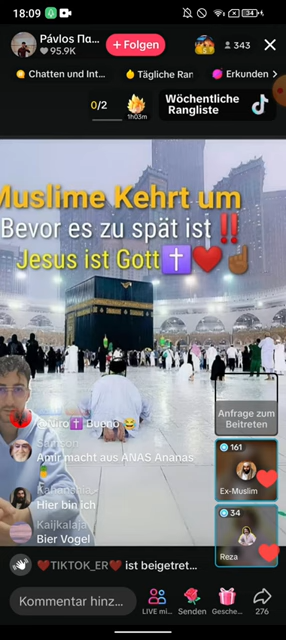 18:09
34
Pávlos Πα...
95.9K
+ Folgen
343
Chatten und Int...
Tägliche Ran
Erkunden >
0/2
1h03m
Wöchentliche
Rangliste
Muslime Kehrt um
Bevor es zu spät ist‼️
Jesus ist Gott✝️❤️☝🏾
Anfrage zum
Beitreten
@Niro✝️ Bueno 😂
Amir macht aus ANAS Ananas
🍍
Hier bin ich
Kaijkalaja
Bier Vogel
161
Ex-Muslim
34
Reza
❤️TIKTOK_ER❤️ ist beigetret...
Kommentar hinz...
LIVE mi...
Senden
Gesche...
276